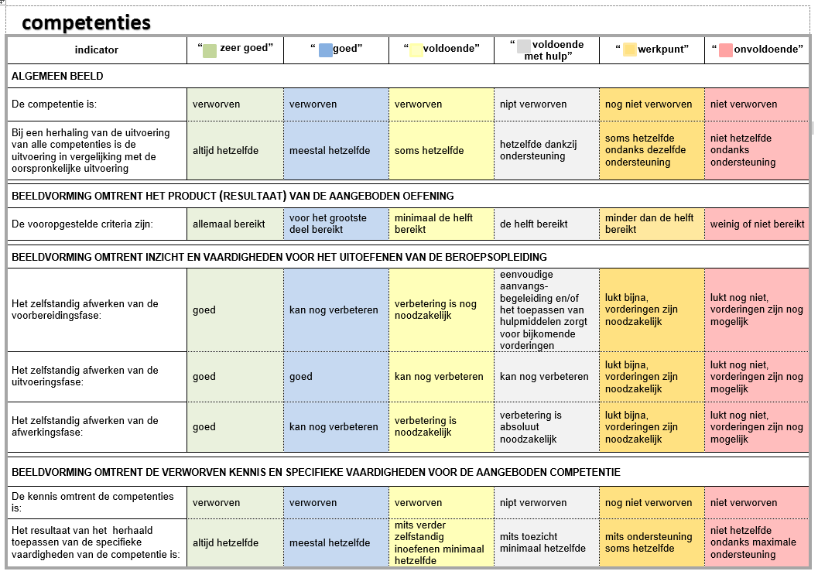 competenties
indicator
“ zeer goed”
“ goed”
“ voldoende”
“ voldoende
met hulp”
“ werkpunt”
“ onvoldoende”
ALGEMEEN BEELD
De competentie is:
verworven
verworven
verworven
nipt verworven
nog niet verworven
niet verworven
Bij een herhaling van de uitvoering
van alle competenties is de
uitvoering in vergelijking met de
oorspronkelijke uitvoering
altijd hetzelfde
meestal hetzelfde
soms hetzelfde
hetzelfde dankzij
ondersteuning
soms hetzelfde
ondanks dezelfde
ondersteuning
niet hetzelfde
ondanks
ondersteuning
BEELDVORMING OMTRENT HET PRODUCT (RESULTAAT) VAN DE AANGEBODEN OEFENING
De vooropgestelde criteria zijn:
allemaal bereikt
voor het grootste
deel bereikt
minimaal de helft
bereikt
de helft bereikt
minder dan de helft
bereikt
weinig of niet bereikt
BEELDVORMING OMTRENT INZICHT EN VAARDIGHEDEN VOOR HET UITOEFENEN VAN DE BEROEPSOPLEIDING
Het zelfstandig afwerken van de
voorbereidingsfase:
goed
kan nog verbeteren
verbetering is nog
noodzakelijk
eenvoudige
aanvangs-
begeleiding en/of
het toepassen van
hulpmiddelen zorgt
voor bijkomende
vorderingen
lukt bijna,
vorderingen zijn
noodzakelijk
lukt nog niet,
vorderingen zijn nog
mogelijk
Het zelfstandig afwerken van de
uitvoeringsfase:
goed
goed
kan nog verbeteren
kan nog verbeteren
lukt bijna,
vorderingen zijn
noodzakelijk
lukt nog niet,
vorderingen zijn nog
mogelijk
Het zelfstandig afwerken van de
afwerkingsfase:
goed
kan nog verbeteren
verbetering is
noodzakelijk
verbetering is
absoluut
noodzakelijk
lukt bijna,
vorderingen zijn
noodzakelijk
lukt nog niet,
vorderingen zijn nog
mogelijk
BEELDVORMING OMTRENT DE VERWORVEN KENNIS EN SPECIFIEKE VAARDIGHEDEN VOOR DE AANGEBODEN COMPETENTIE
De kennis omtrent de competenties
is:
verworven
verworven
verworven
nipt verworven
nog niet verworven
niet verworven
Het resultaat van het herhaald
toepassen van de specifieke
vaardigheden van de competentie is:
altijd hetzelfde
meestal hetzelfde
mits verder
zelfstandig
inoefenen minimaal
hetzelfde
mits toezicht
minimaal hetzelfde
mits ondersteuning
soms hetzelfde
niet hetzelfde
ondanks maximale
ondersteuning